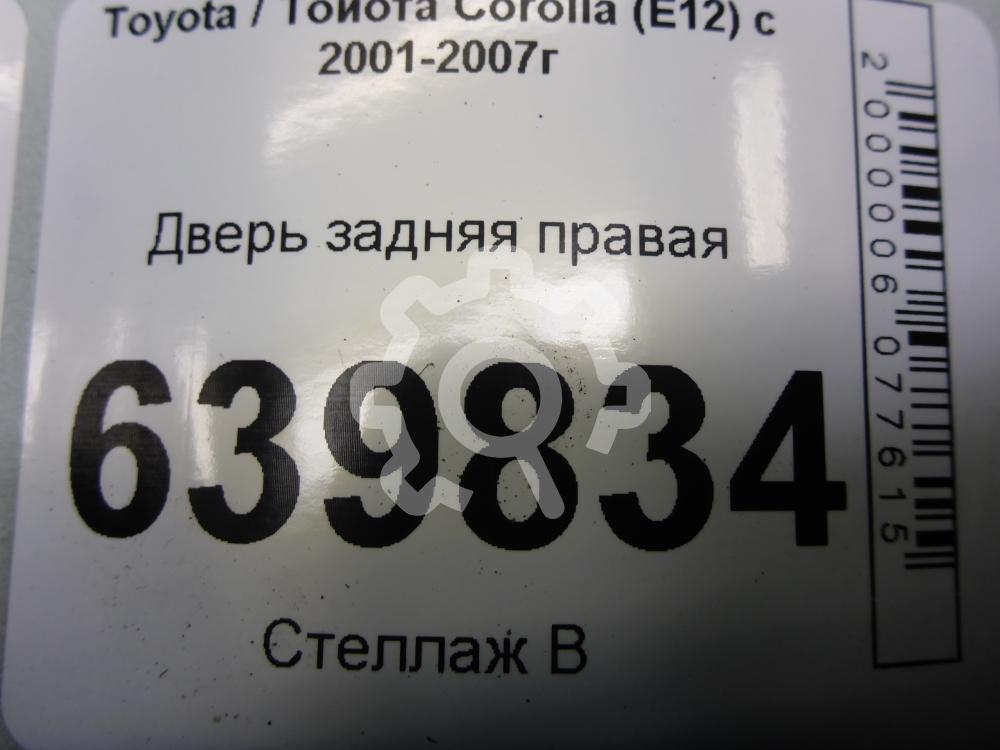 Toyota / Тойота Corolla (E12) с
2001-2007г
Дверь задняя правая
639834
Стеллаж В
2000006077615